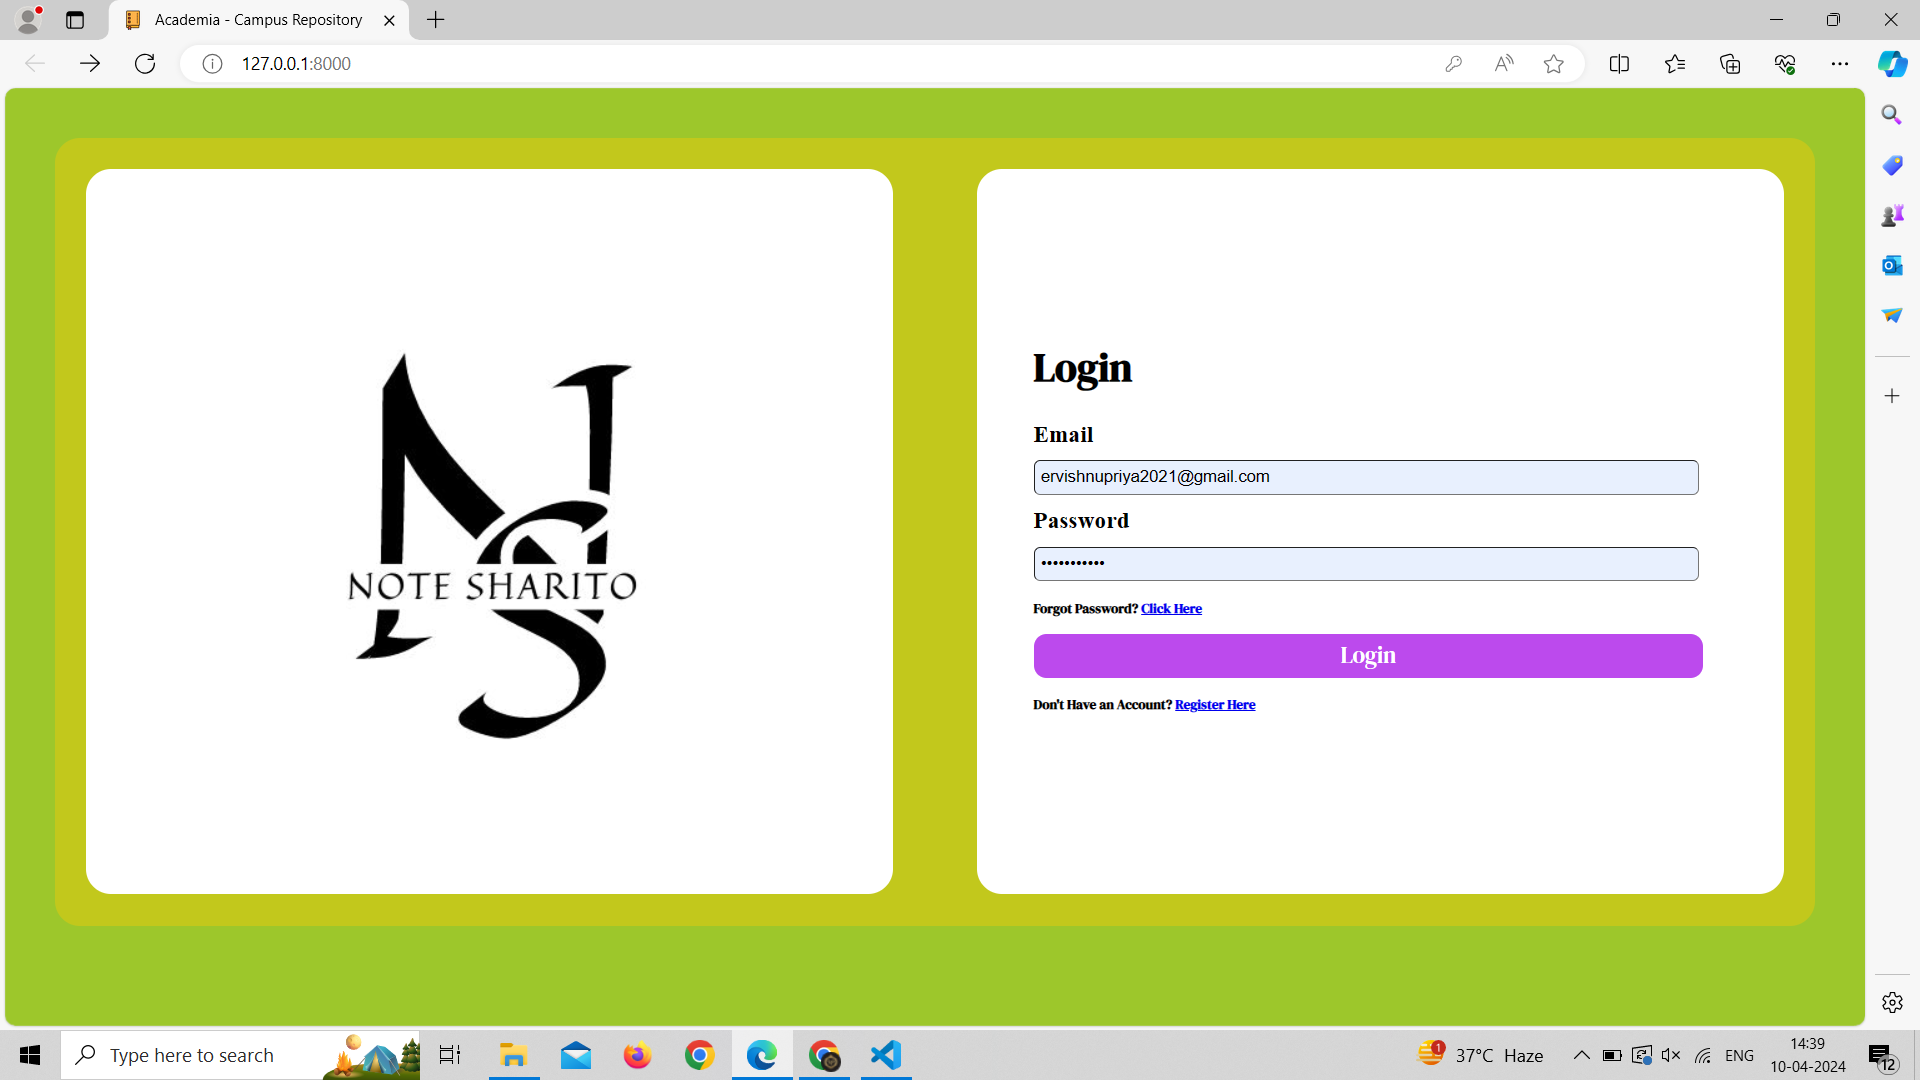 Academia - Campus Repository
127.0.0.1:8000
NOTE SHARITO
Login
Email
ervishnupriya2021@gmail.com
Password
•••••••••••
Forgot Password? Click Here
Login
Don't Have an Account? Register Here
Type here to search
1
37°C Haze
ENG
14:39
10-04-2024
12